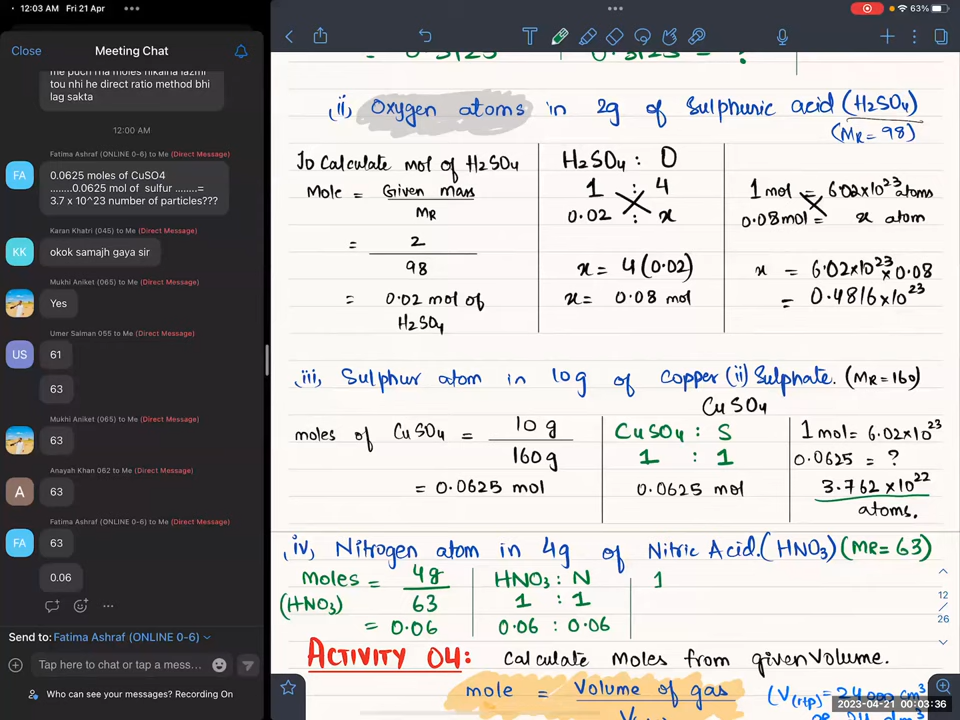 12:03 AM Fri 21 Apr
63%
Close
Meeting Chat
me puch ma moles nikalna lazmi
tou nhi he direct ratio method bhi
lag sakta
12:00 AM
Fatima Ashraf (ONLINE 0-6) to Me (Direct Message)
FA
0.0625 moles of CuSO4
........0.0625 mol of sulfur ........=
3.7 x 10^23 number of particles???
Karan Khatri (045) to Me (Direct Message)
KK
okok samajh gaya sir
Mukhi Aniket (065) to Me (Direct Message)
Yes
Umer Salman 055 to Me (Direct Message)
US
61
63
Mukhi Aniket (065) to Me (Direct Message)
63
Anayah Khan 062 to Me (Direct Message)
A
63
Fatima Ashraf (ONLINE 0-6) to Me (Direct Message)
FA
63
0.06
Send to: Fatima Ashraf (ONLINE 0-6)
Tap here to chat or tap a mess...
Who can see your messages? Recording On
ii, Oxygen atoms in 2g of Sulphuric acid (H2SO4)
(MR = 98)
To Calculate mol of H2SO4
Mole = Given mass
MR
= 2
98
= 0.02 mol of
H2SO4
H2SO4 : O
1 : 4
0.02 : x
x = 4 (0.02)
x = 0.08 mol
1 mol = 6.02x10^23 atoms
0.08mol = x atom
x = 6.02x10^23 x 0.08
= 0.4816x10^23
iii, Sulphur atom in 10g of Copper (ii) Sulphate. (MR=160)
CuSO4
moles of CuSO4 = 10g
160g
= 0.0625 mol
CuSO4 : S
1 : 1
0.0625 mol
1 mol = 6.02x10^23
0.0625 = ?
3.762 x10^22
atoms.
iv, Nitrogen atom in 4g of Nitric Acid. (HNO3) (MR= 63)
Moles = 4g
(HNO3) 63
= 0.06
HNO3 : N
1 : 1
0.06 : 0.06
1
12
26
ACTIVITY 04: Calculate Moles from given Volume.
mole = Volume of gas
(V(rtp) = 24000 cm3
2023-04-21 00:03:36